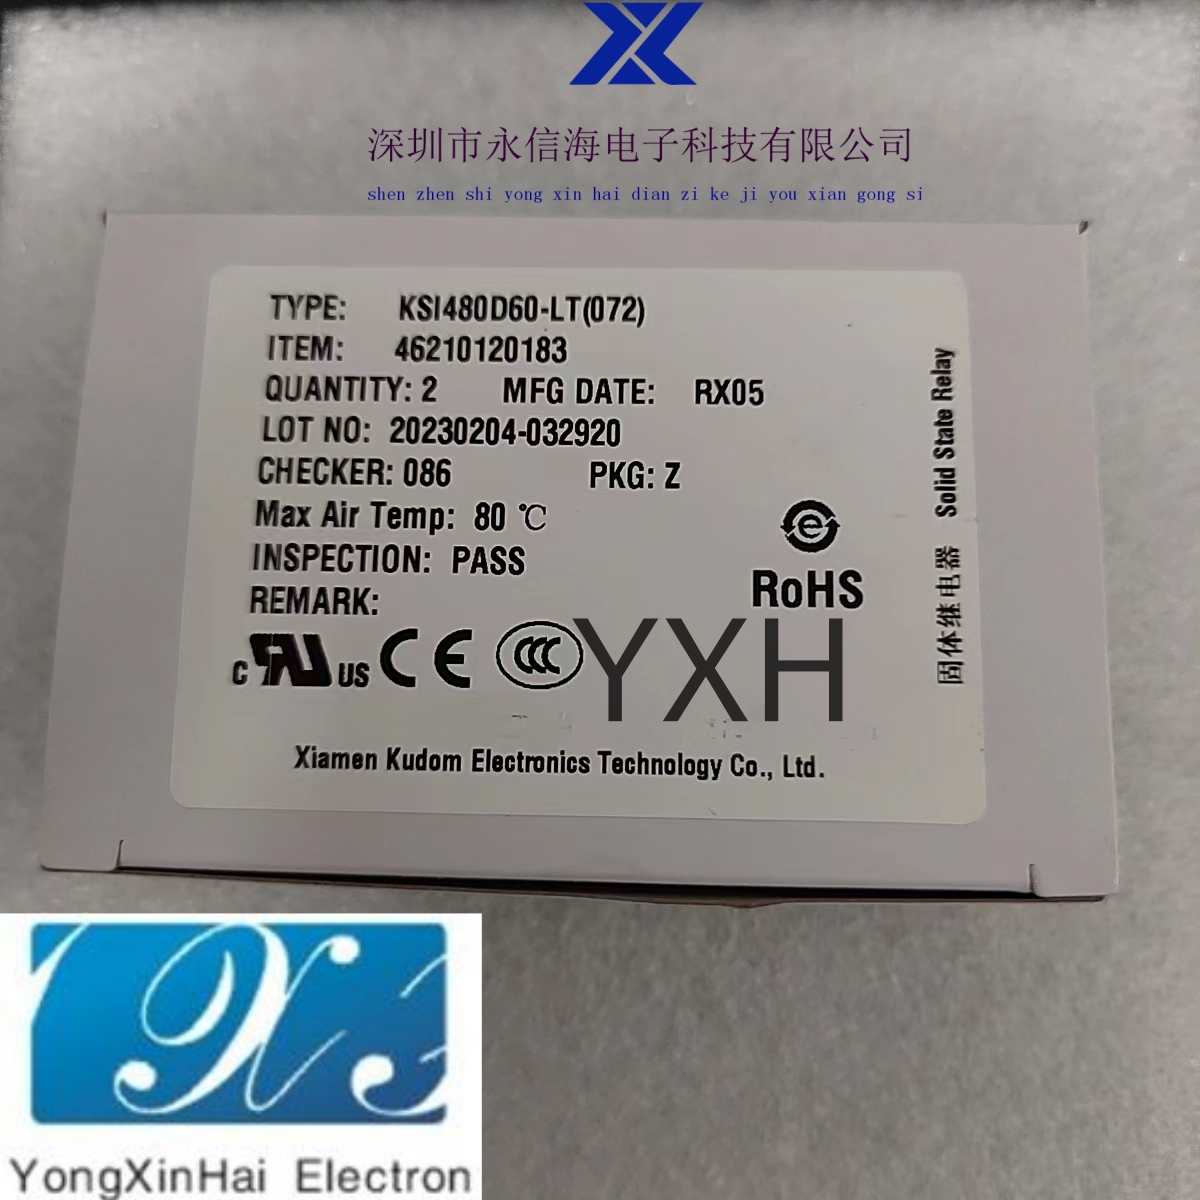 深圳市永信海电子科技有限公司
shen zhen shi yong xin hai dian zi ke ji you xian gong si
TYPE: KSI480D60-LT(072)
ITEM: 46210120183
QUANTITY: 2 MFG DATE: RX05
LOT NO: 20230204-032920
CHECKER: 086 PKG: Z
Max Air Temp: 80 ℃
INSPECTION: PASS
REMARK:
e
RoHS
c RU US CE CCC
YXH
Xiamen Kudom Electronics Technology Co., Ltd.
固体继电器 Solid State Relay
YongXinHai Electron